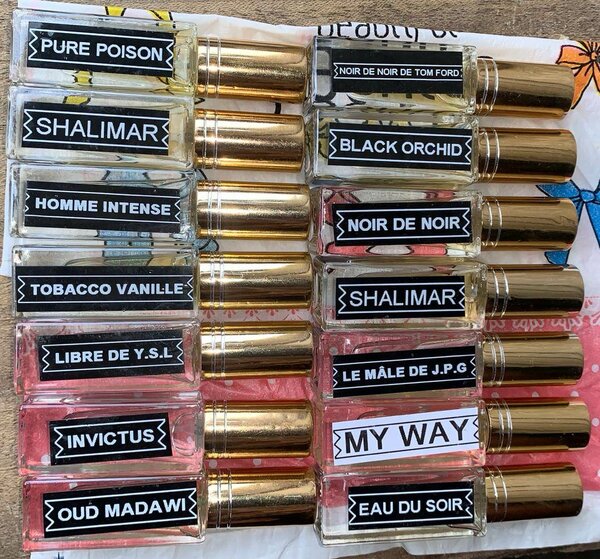 beauty
PURE POISON
SHALIMAR
HOMME INTENSE
TOBACCO VANILLE
LIBRE DE Y.S.L
INVICTUS
OUD MADAWI
NOIR DE NOIR DE TOM FORD
BLACK ORCHID
NOIR DE NOIR
SHALIMAR
LE MÂLE DE J.P.G
MY WAY
EAU DU SOIR